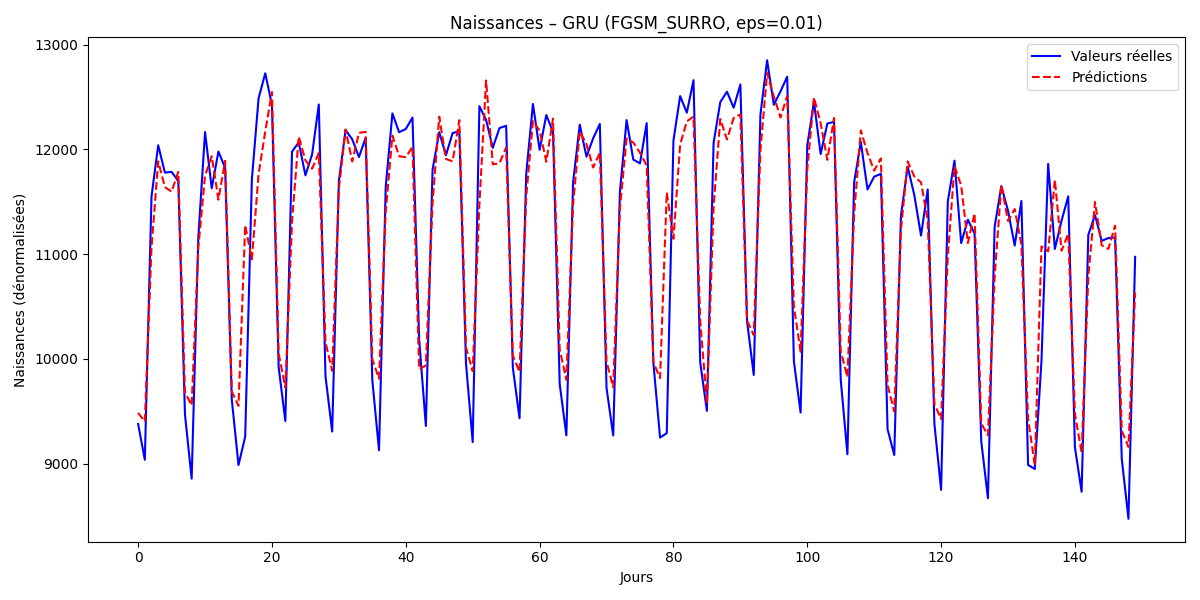 Naissances – GRU (FGSM_SURRO, eps=0.01)
Valeurs réelles
Prédictions
Naissances (dénormalisées)
13000
12000
11000
10000
9000
0 20 40 60 80 100 120 140
Jours